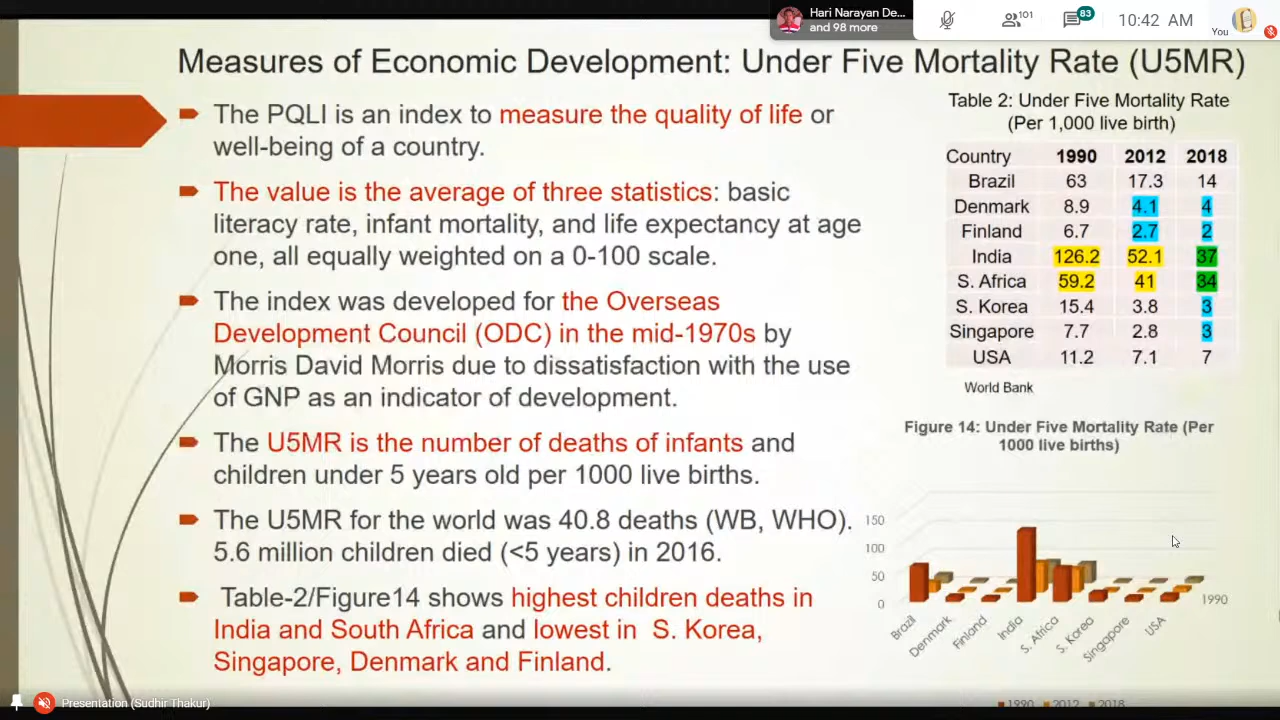 Hari Narayan De...
and 98 more
101
83
10:42 AM
You
Measures of Economic Development: Under Five Mortality Rate (U5MR)
The PQLI is an index to measure the quality of life or
well-being of a country.
The value is the average of three statistics: basic
literacy rate, infant mortality, and life expectancy at age
one, all equally weighted on a 0-100 scale.
The index was developed for the Overseas
Development Council (ODC) in the mid-1970s by
Morris David Morris due to dissatisfaction with the use
of GNP as an indicator of development.
The U5MR is the number of deaths of infants and
children under 5 years old per 1000 live births.
The U5MR for the world was 40.8 deaths (WB, WHO).
5.6 million children died (<5 years) in 2016.
Table-2/Figure14 shows highest children deaths in
India and South Africa and lowest in S. Korea,
Singapore, Denmark and Finland.
Table 2: Under Five Mortality Rate
(Per 1,000 live birth)
Country 1990 2012 2018
Brazil 63 17.3 14
Denmark 8.9 4.1 4
Finland 6.7 2.7 2
India 126.2 52.1 37
S. Africa 59.2 41 34
S. Korea 15.4 3.8 3
Singapore 7.7 2.8 3
USA 11.2 7.1 7
World Bank
Figure 14: Under Five Mortality Rate (Per
1000 live births)
150
100
50
0
1990
Brazil Denmark Finland India S. Africa S. Korea Singapore USA
1990 2012 2018
Presentation (Sudhir Thakur)